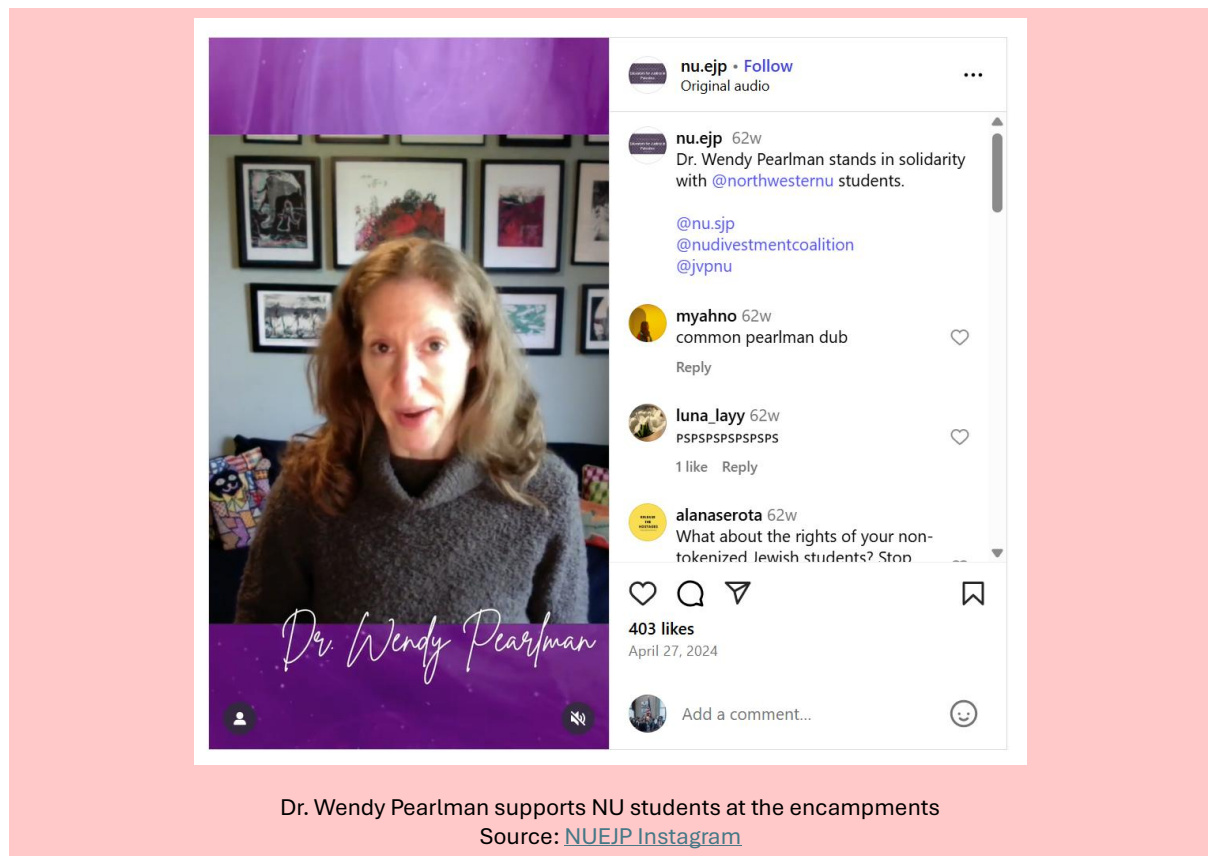 nu.ejp • Follow
Original audio
nu.ejp 62w
Dr. Wendy Pearlman stands in solidarity
with @northwesternu students.
@nu.sjp
@nudivestmentcoalition
@jvpnu
myahno 62w
common pearlman dub
Reply
luna_layy 62w
PSPSPSPSPSPSPS
1 like Reply
alanaserota 62w
What about the rights of your non-
tokenized Jewish students? Stop
403 likes
April 27, 2024
Add a comment...
Dr. Wendy Pearlman
Dr. Wendy Pearlman supports NU students at the encampments
Source: NUEJP Instagram